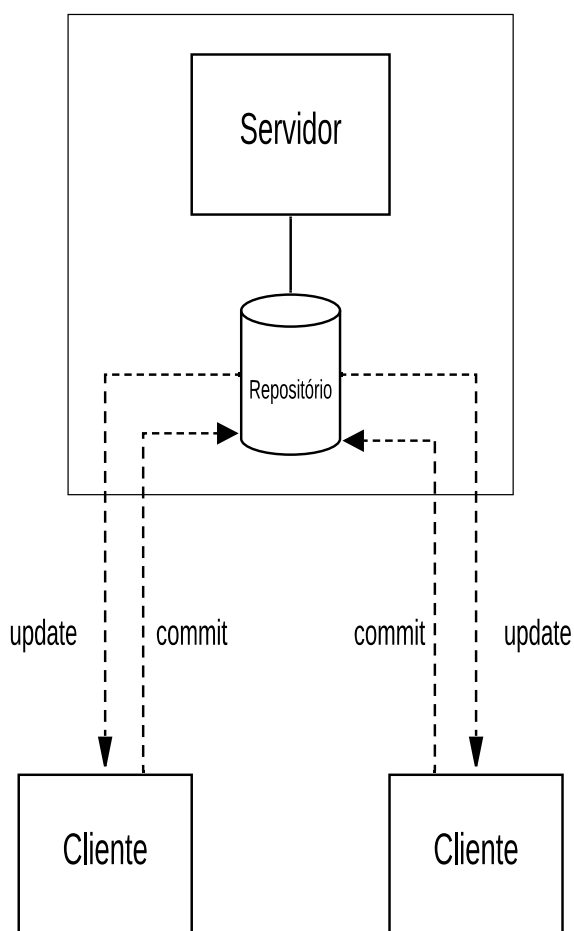 Servidor
Repositório
update
commit
commit
update
Cliente
Cliente